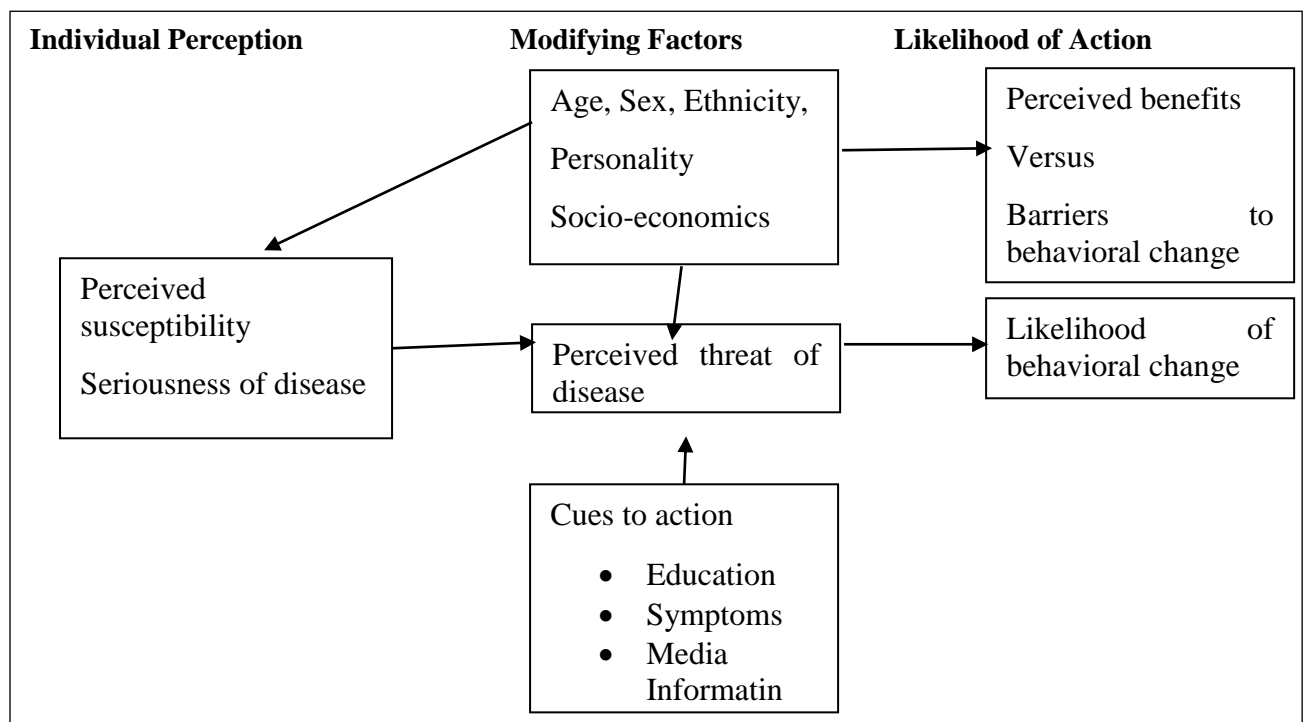 Individual Perception
Modifying Factors
Likelihood of Action
Age, Sex, Ethnicity,
Personality
Socio-economics
Perceived benefits
Versus
Barriers to
behavioral change
Perceived
susceptibility
Seriousness of disease
Perceived threat of
disease
Likelihood of
behavioral change
Cues to action
• Education
• Symptoms
• Media
Informatin